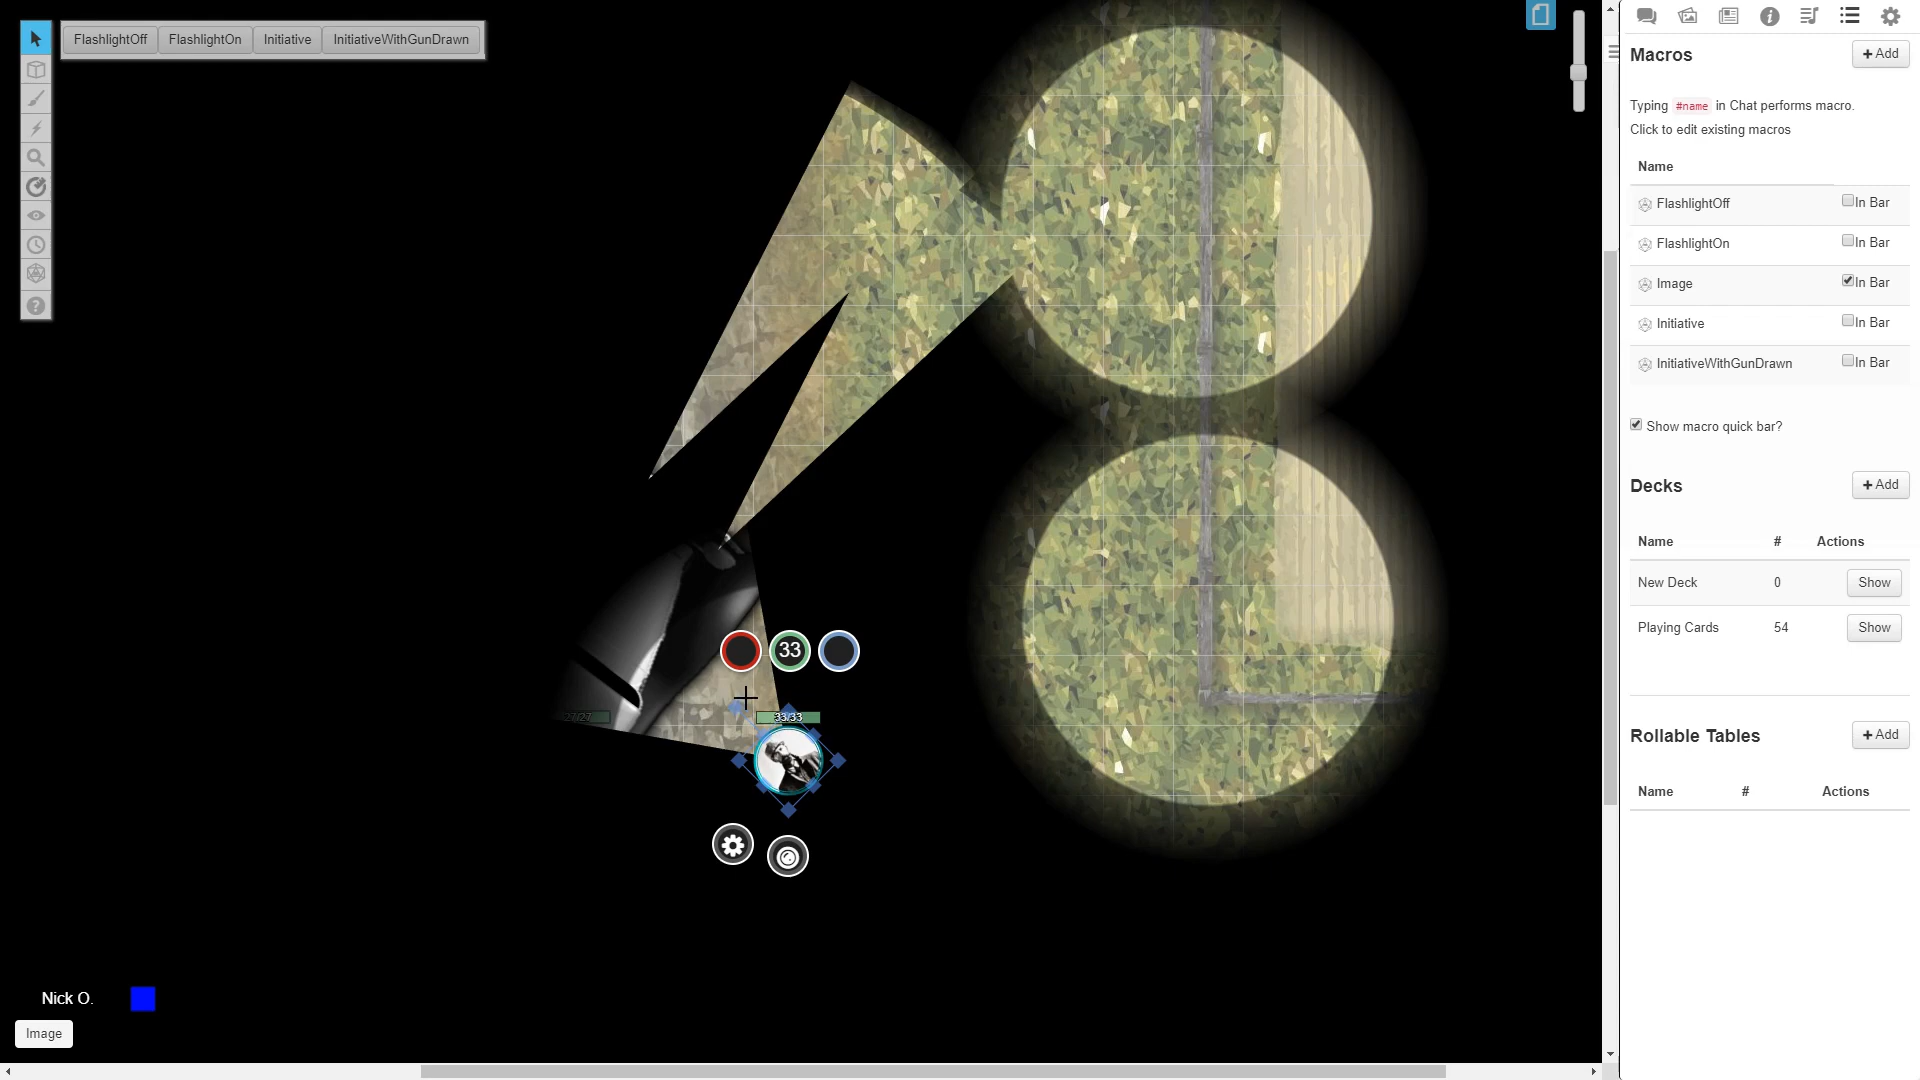 FlashlightOff FlashlightOn Initiative InitiativeWithGunDrawn
33
27/27
33/33
Nick O.
Image
Macros
+ Add
Typing #name in Chat performs macro.
Click to edit existing macros
Name
FlashlightOff In Bar
FlashlightOn In Bar
Image In Bar
Initiative In Bar
InitiativeWithGunDrawn In Bar
Show macro quick bar?
Decks
+ Add
Name # Actions
New Deck 0 Show
Playing Cards 54 Show
Rollable Tables
+ Add
Name # Actions